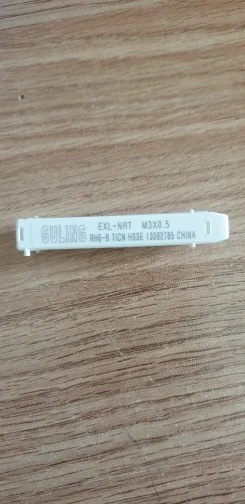 GULING EXL-NRT M3X0.5
RH6-B TICN HSSE 13082785 CHINA